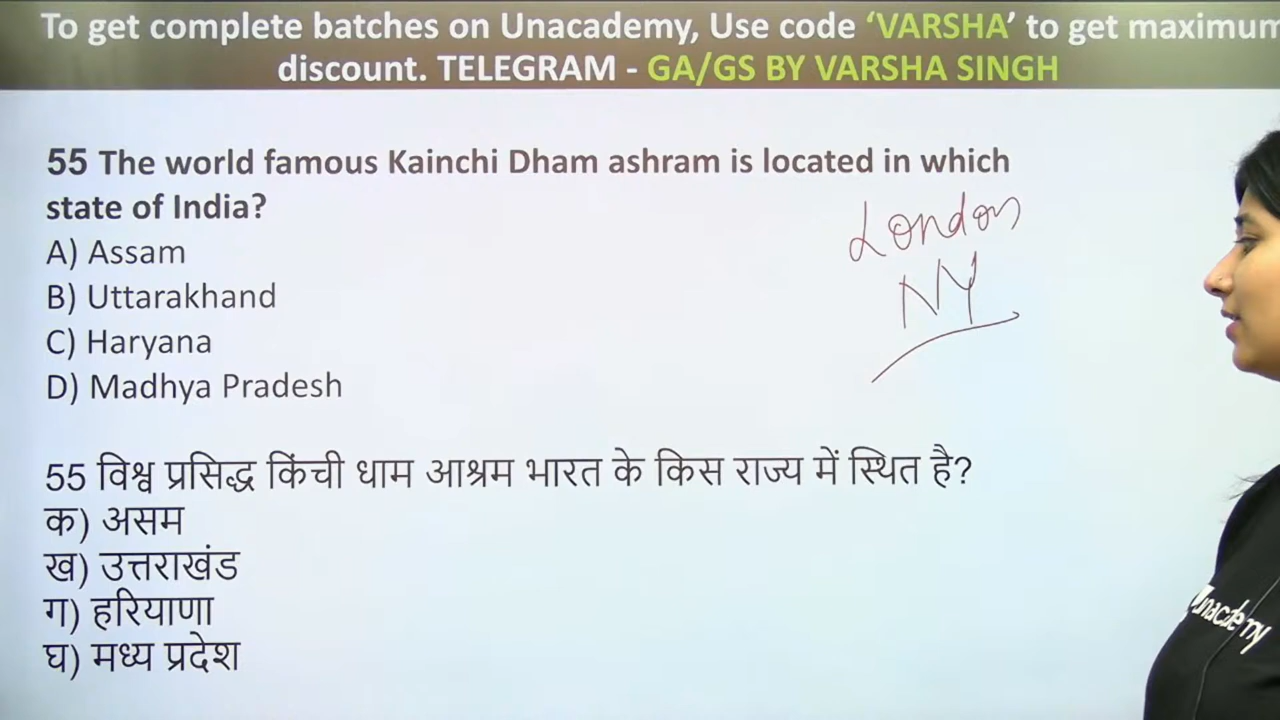 To get complete batches on Unacademy, Use code ‘VARSHA’ to get maximum
discount. TELEGRAM - GA/GS BY VARSHA SINGH
55 The world famous Kainchi Dham ashram is located in which
state of India?
A) Assam
B) Uttarakhand
C) Haryana
D) Madhya Pradesh
London
NY
55 विश्व प्रसिद्ध किंची धाम आश्रम भारत के किस राज्य में स्थित है?
क) असम
ख) उत्तराखंड
ग) हरियाणा
घ) मध्य प्रदेश
Unacademy